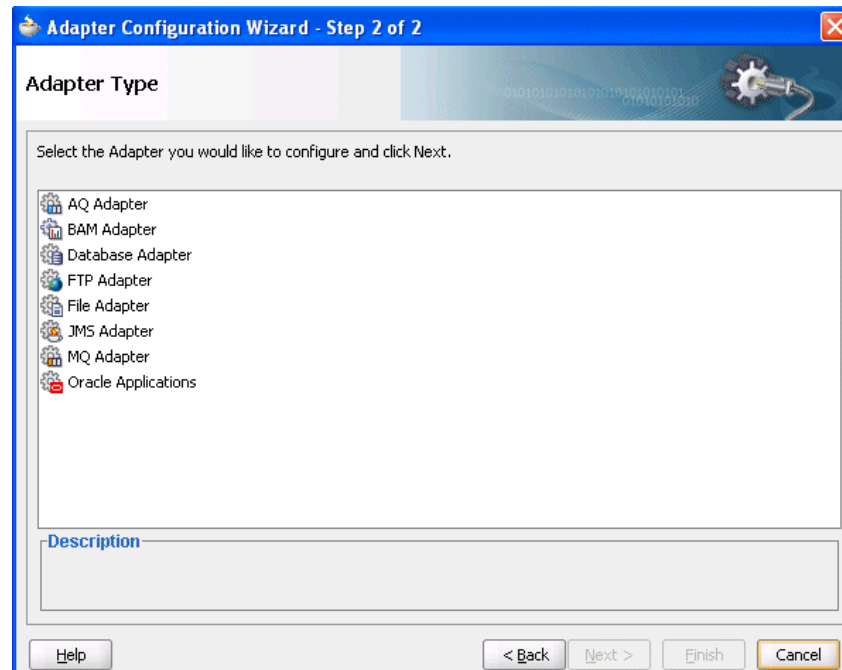 Adapter Configuration Wizard - Step 2 of 2
Adapter Type
Select the Adapter you would like to configure and click Next.
AQ Adapter
BAM Adapter
Database Adapter
FTP Adapter
File Adapter
JMS Adapter
MQ Adapter
Oracle Applications
Description
Help
< Back
Next >
Finish
Cancel